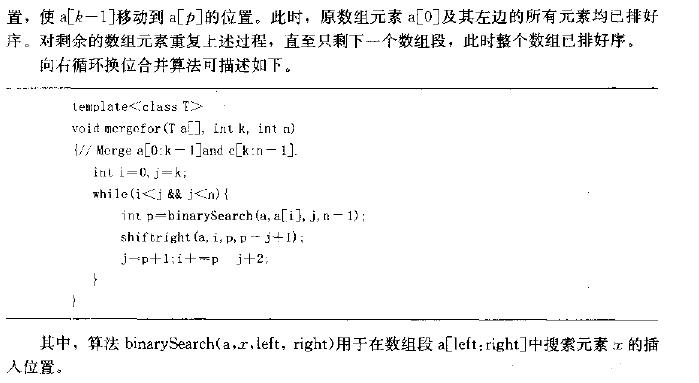 置，使 a[k-1]移动到 a[p]的位置。此时，原数组元素 a[0]及其左边的所有元素均已排好
序。对剩余的数组元素重复上述过程，直至只剩下一个数组段，此时整个数组已排好序。
向右循环换位合并算法可描述如下。
template<class T>
void mergefor(T a[], int k, int n)
{// Merge a[0:k-1]and c[k:n-1].
int i=0,j=k;
while(i<j && j<n){
int p=binarySearch(a,a[i],j,n-1);
shiftright(a,i,p,p-j+1);
j=p+1;i+=p j+2;
}
}
其中，算法 binarySearch(a,x,left, right)用于在数组段 a[left:right]中搜索元素 x 的插
入位置。